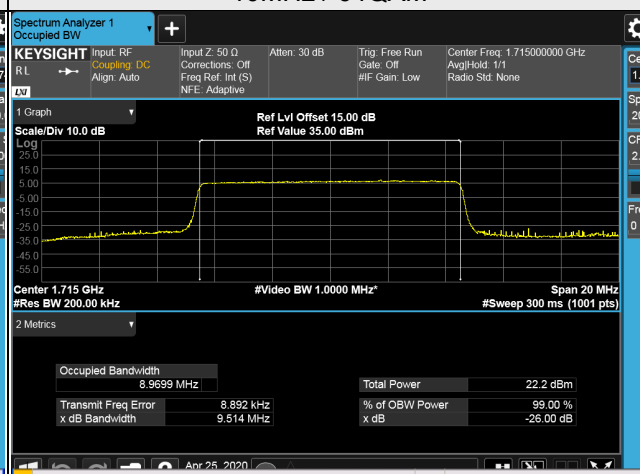 Spectrum Analyzer 1
Occupied BW
KEYSIGHT
RL
LXI
Input: RF
Coupling: DC
Align: Auto
Input Z: 50 Ω
Corrections: Off
Freq Ref: Int (S)
NFE: Adaptive
Atten: 30 dB
Trig: Free Run
Gate: Off
#IF Gain: Low
Center Freq: 1.715000000 GHz
Avg|Hold: 1/1
Radio Std: None
1 Graph
Scale/Div 10.0 dB
Ref Lvl Offset 15.00 dB
Ref Value 35.00 dBm
Log
25.0
15.0
5.00
-5.00
-15.0
-25.0
-35.0
-45.0
-55.0
Center 1.715 GHz
#Res BW 200.00 kHz
#Video BW 1.0000 MHz*
Span 20 MHz
#Sweep 300 ms (1001 pts)
2 Metrics
Occupied Bandwidth
8.9699 MHz
Transmit Freq Error 8.892 kHz
x dB Bandwidth 9.514 MHz
Total Power 22.2 dBm
% of OBW Power 99.00 %
x dB -26.00 dB
Apr 25, 2020